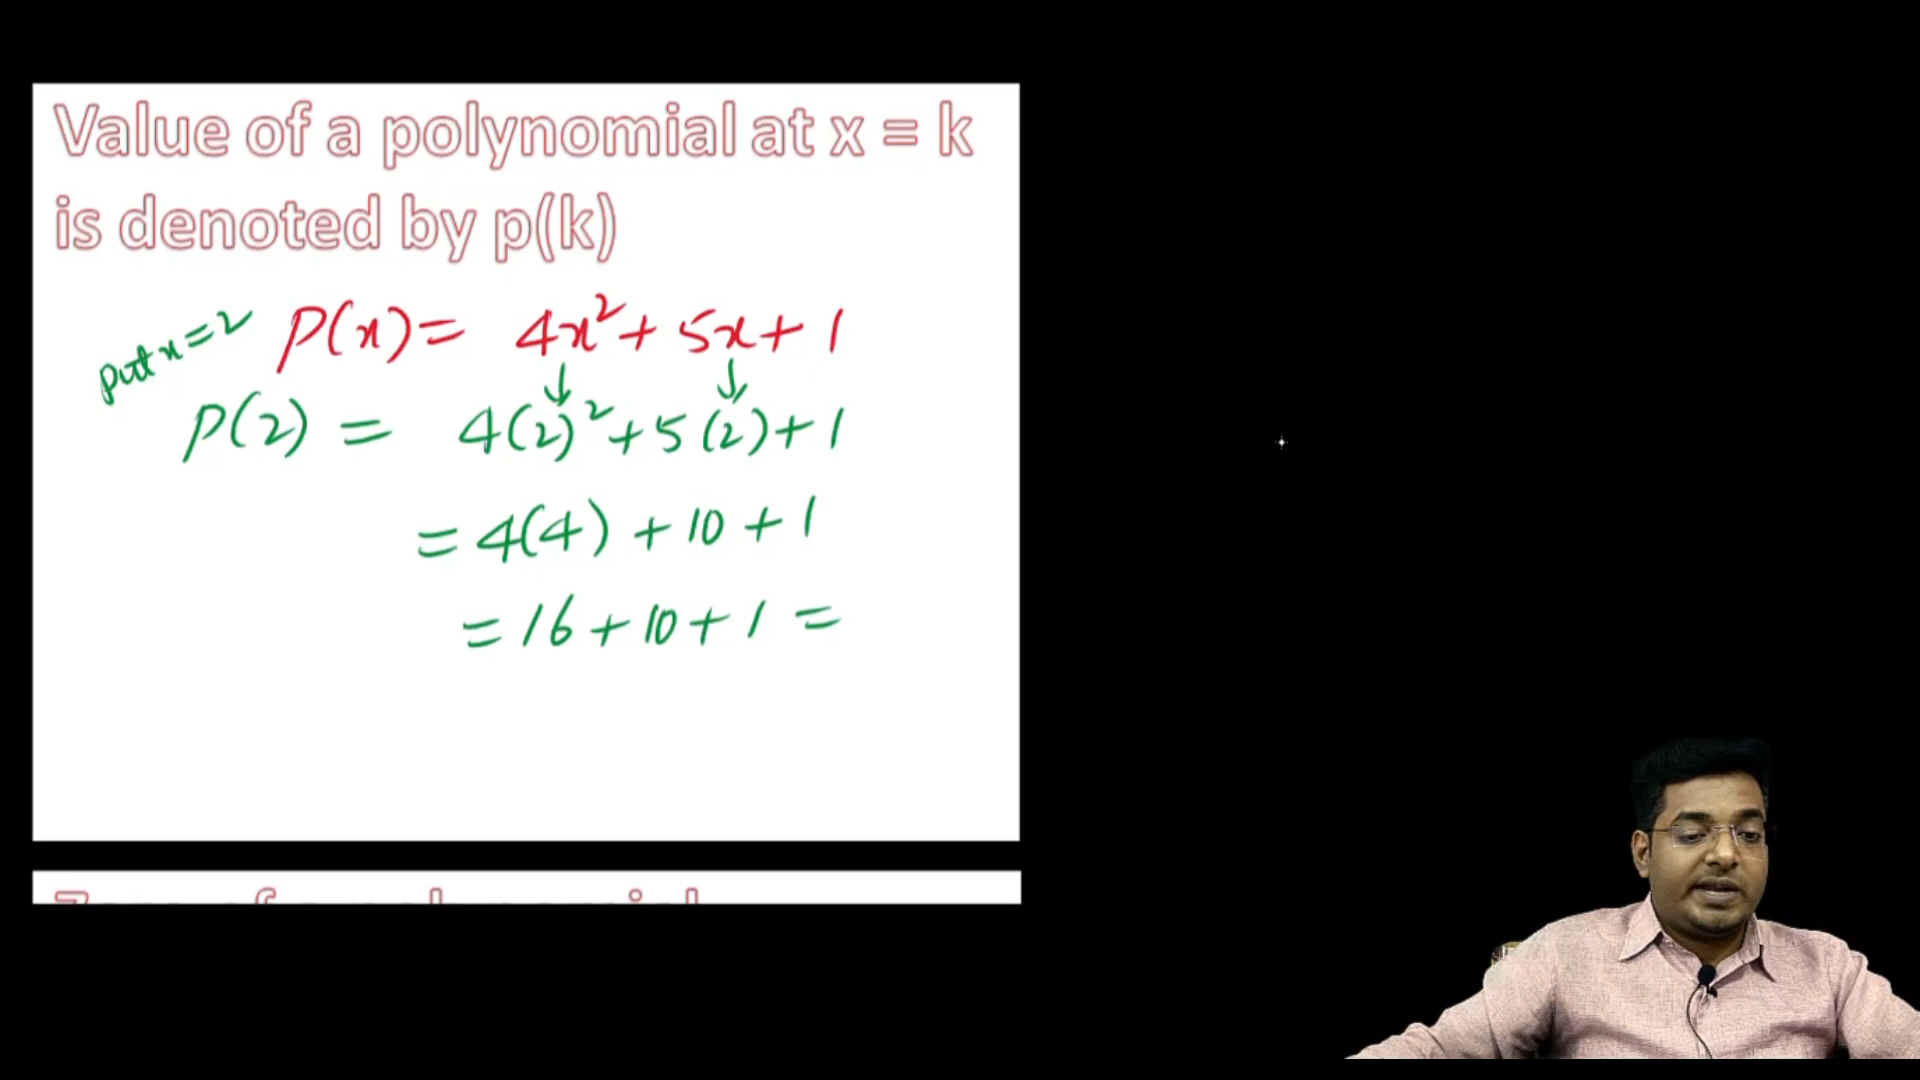 Value of a polynomial at x = k
is denoted by p(k)
put x=2 P(x)= 4x²+5x+1
P(2) = 4(2)²+5(2)+1
=4(4)+10+1
=16+10+1=